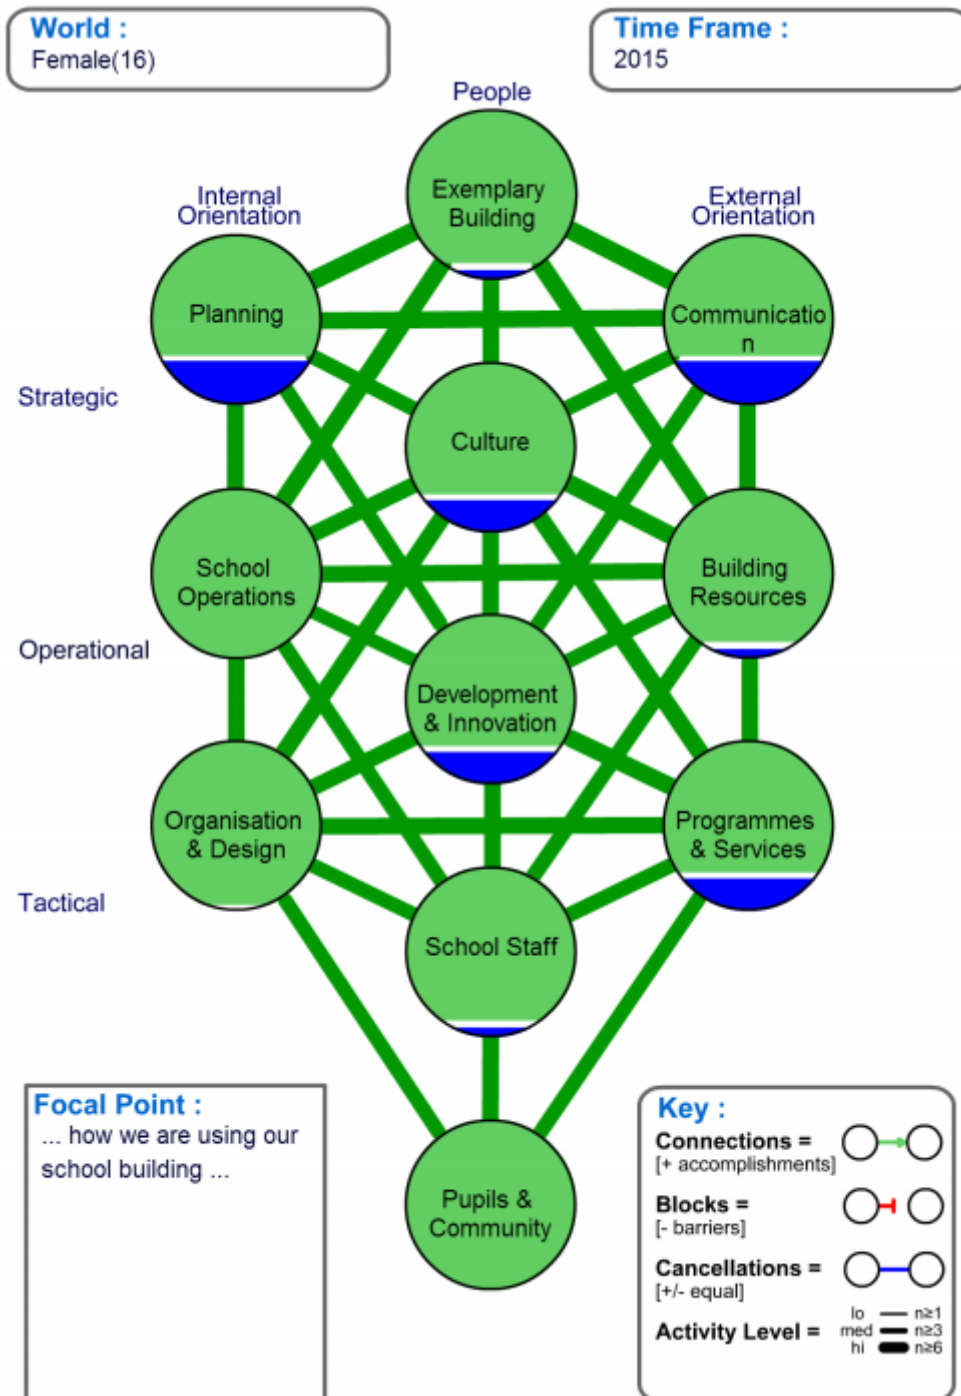 World :
Female(16)
Time Frame :
2015
People
Internal
Orientation
External
Orientation
Exemplary
Building
Planning
Communicatio
n
Strategic
Culture
School
Operations
Building
Resources
Operational
Development
& Innovation
Organisation
& Design
Programmes
& Services
Tactical
School Staff
Pupils &
Community
Focal Point :
... how we are using our
school building ...
Key :
Connections =
[+ accomplishments]
Blocks =
[- barriers]
Cancellations =
[+/- equal]
Activity Level =
lo n≥1
med n≥3
hi n≥6